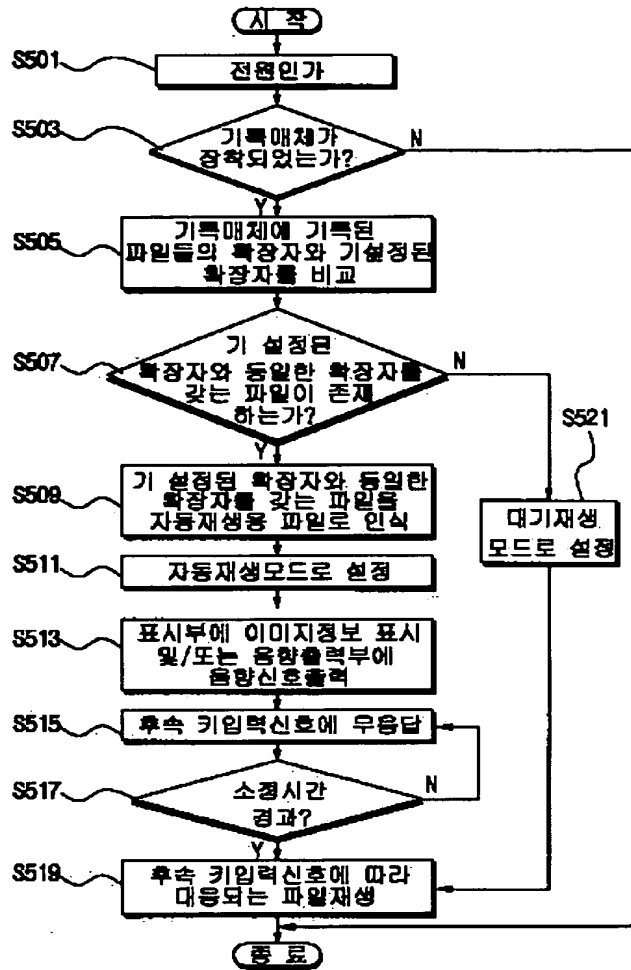 시 작
S501
전원인가
S503
기록매체가
장착되었는가?
N
Y
S505
기록매체에 기록된
파일들의 확장자와 기설정된
확장자를 비교
S507
기 설정된
확장자와 동일한 확장자를
갖는 파일이 존재
하는가?
N
Y
S521
대기재생
모드로 설정
S509
기 설정된 확장자와 동일한
확장자를 갖는 파일을
자동재생용 파일로 인식
S511
자동재생모드로 설정
S513
표시부에 이미지정보 표시
및/또는 음향출력부에
음향신호출력
S515
후속 키입력신호에 무응답
S517
소정시간
경과?
N
Y
S519
후속 키입력신호에 따라
대응되는 파일재생
종 료